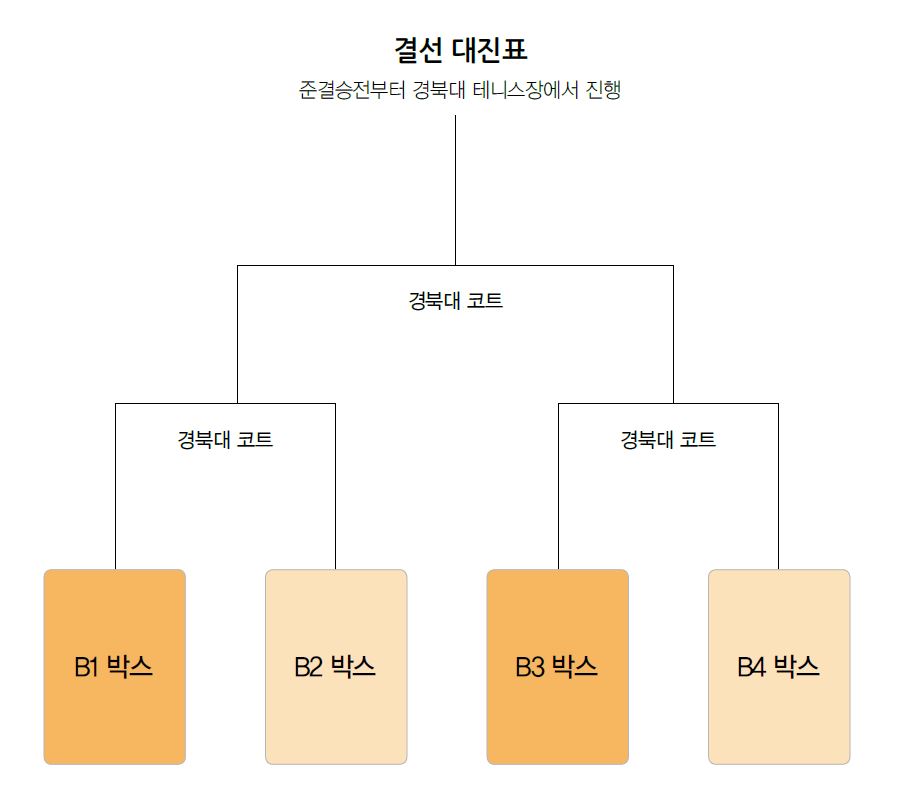 결선 대진표
준결승전부터 경북대 테니스장에서 진행
경북대 코트
경북대 코트
경북대 코트
B1 박스
B2 박스
B3 박스
B4 박스